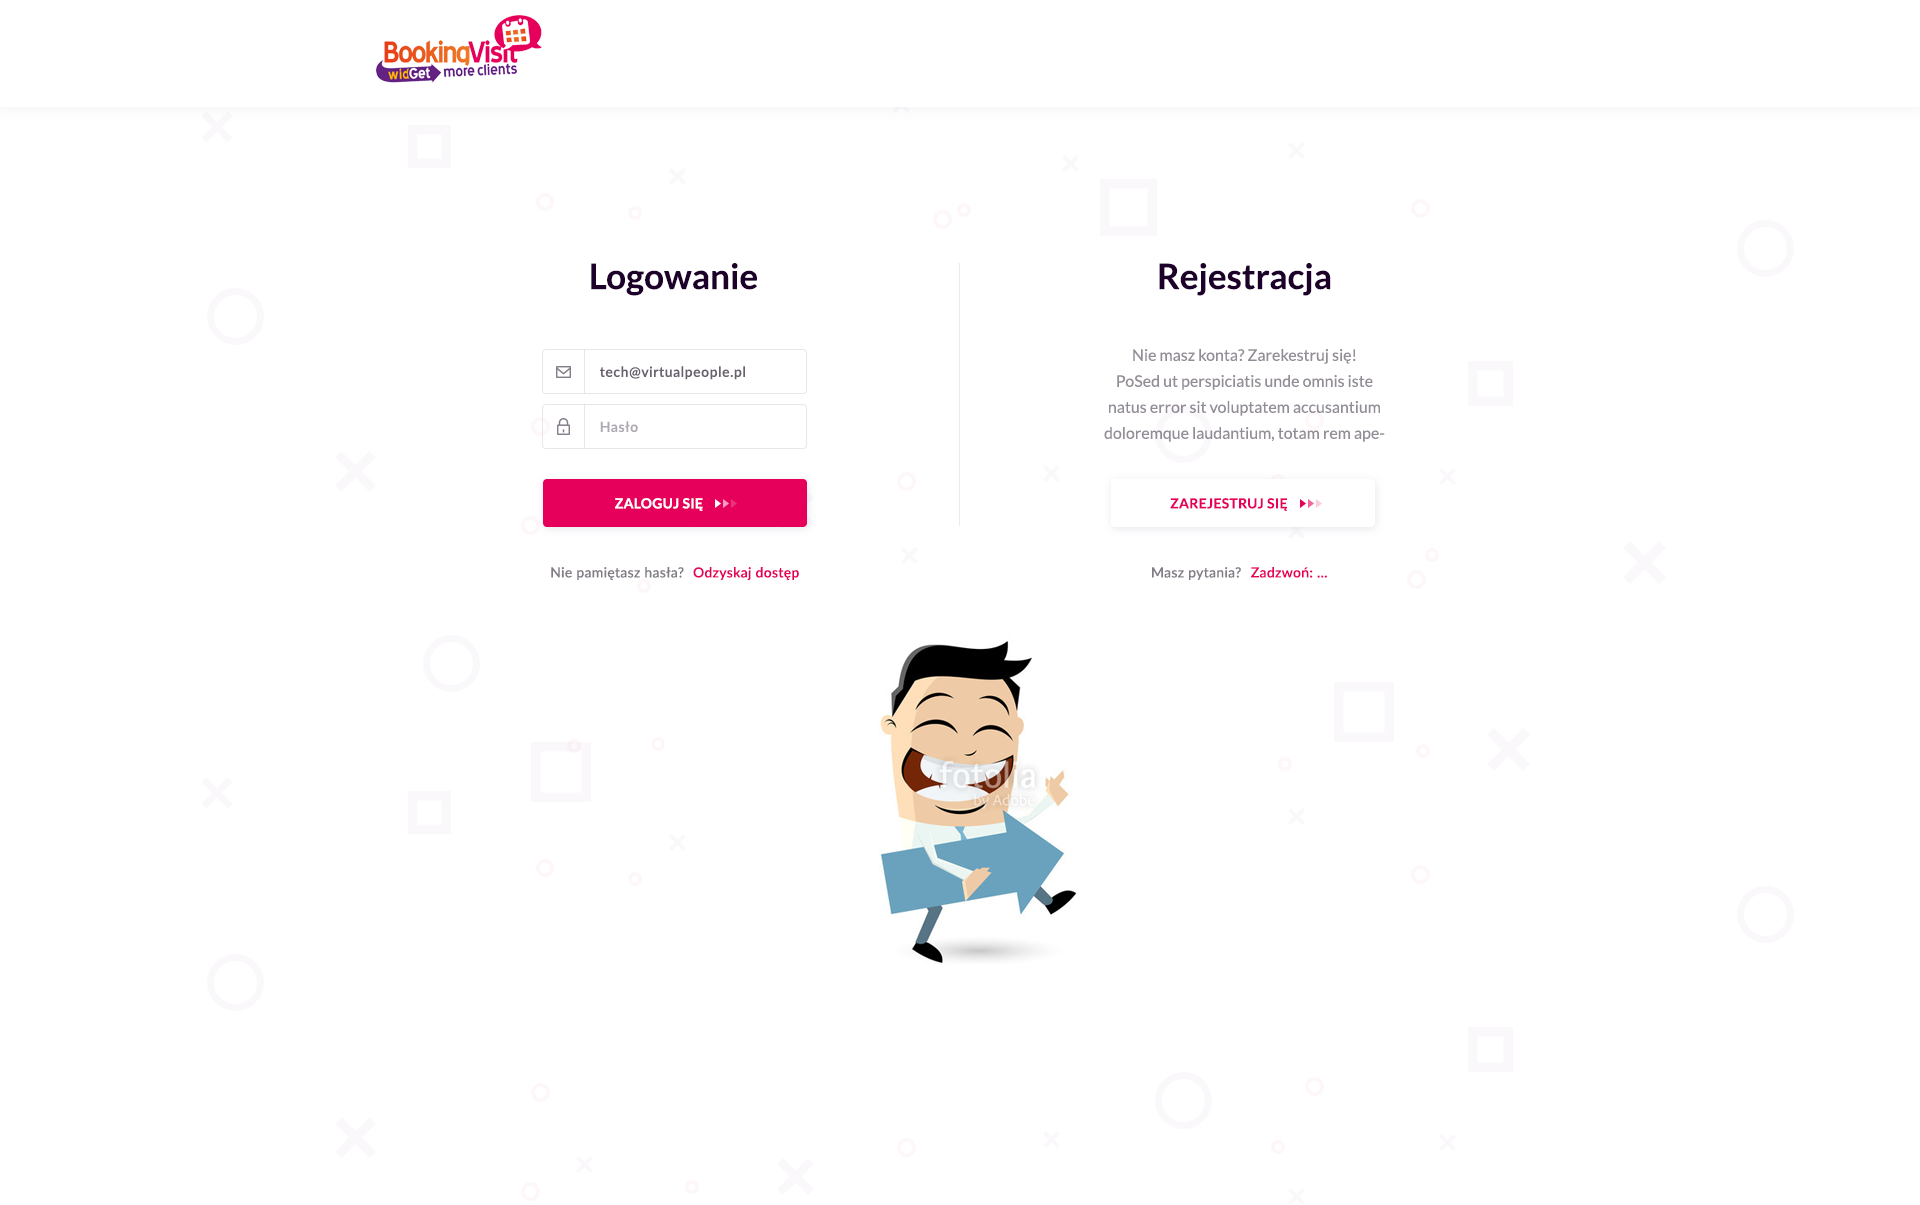 BookingVisit
widGet more clients
Logowanie
tech@virtualpeople.pl
Hasło
ZALOGUJ SIĘ
Nie pamiętasz hasła? Odzyskaj dostęp
Rejestracja
Nie masz konta? Zarekestruj się!
PoSed ut perspiciatis unde omnis iste
natus error sit voluptatem accusantium
doloremque laudantium, totam rem ape-
ZAREJESTRUJ SIĘ
Masz pytania? Zadzwoń: ...
fotolia
by Adobe